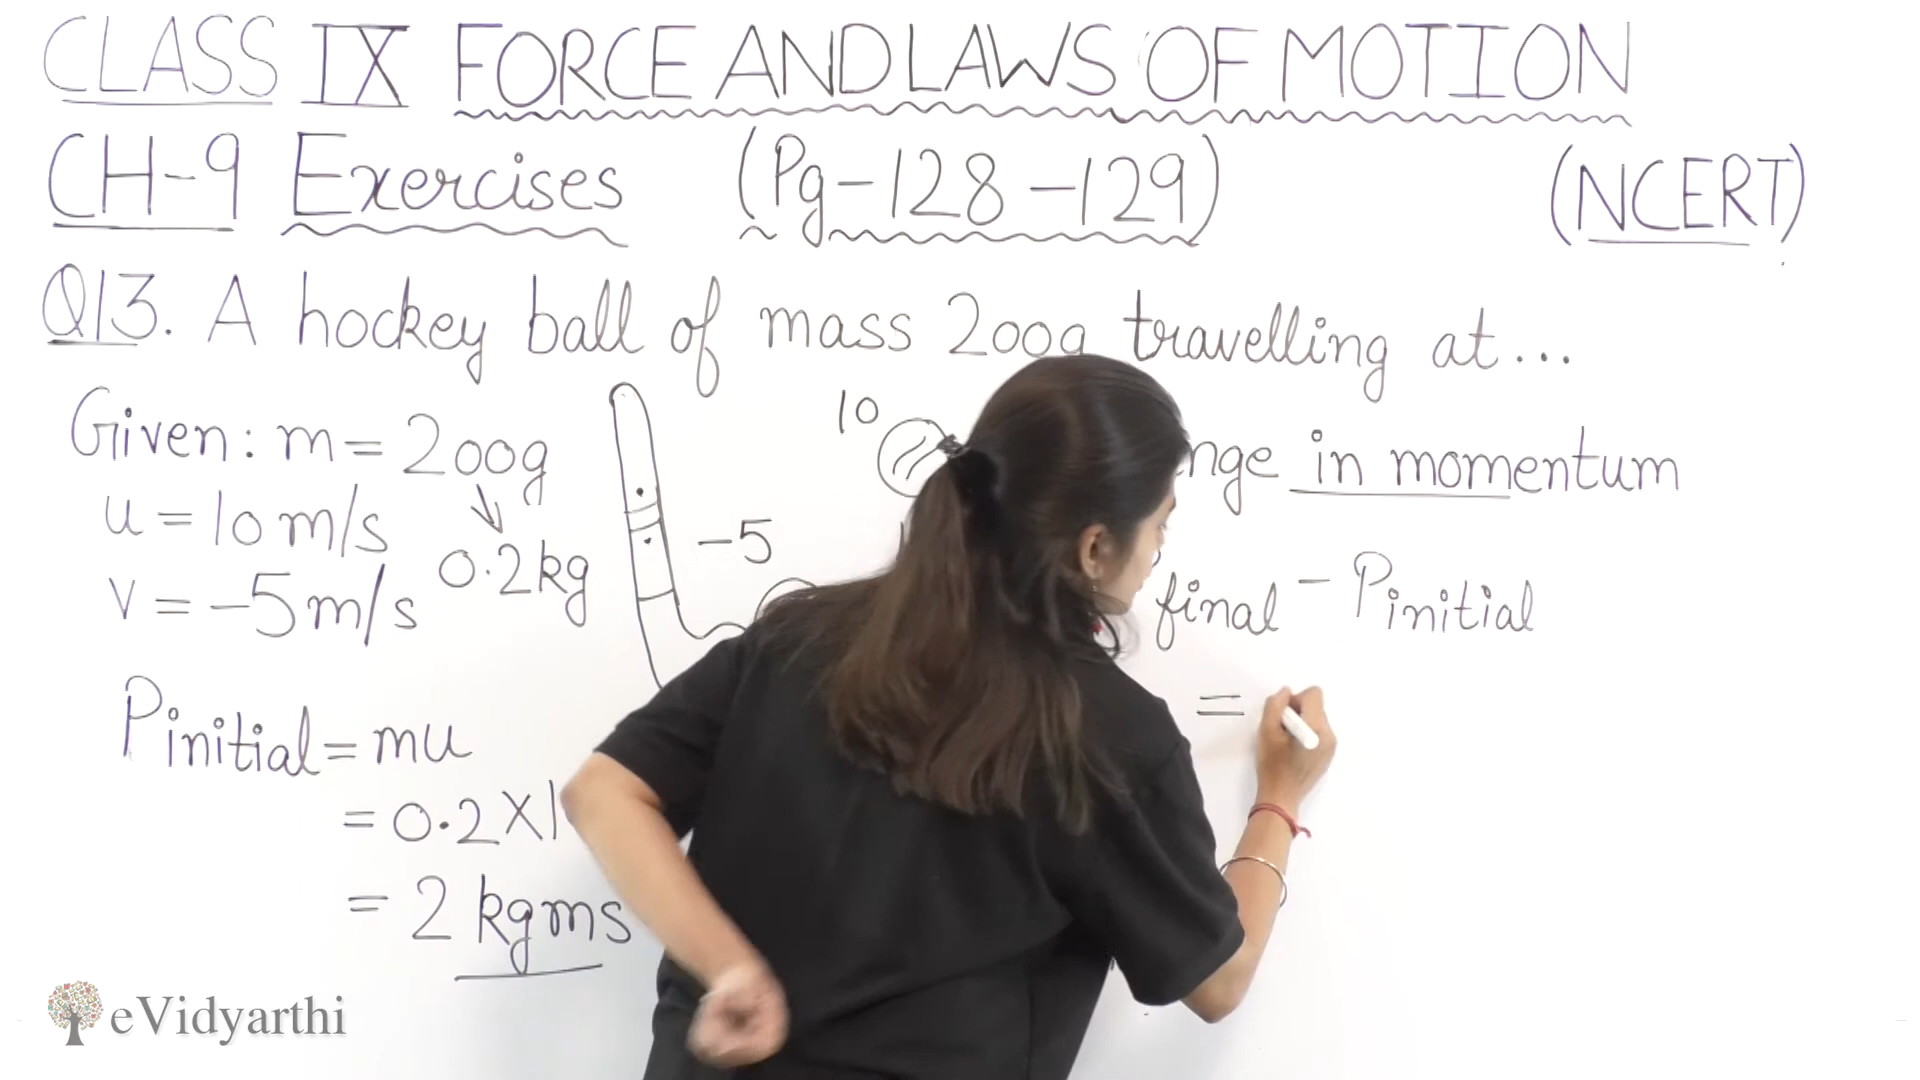 CLASS IX FORCE AND LAWS OF MOTION
CH-9 Exercises (Pg-128-129) (NCERT)
Q13. A hockey ball of mass 200g travelling at...
Given: m = 200g
u = 10 m/s
0.2kg
v = -5 m/s
10
-5
in momentum
final - Pinitial
=
Pinitial = mu
= 0.2 X
= 2 kgms
eVidyarthi